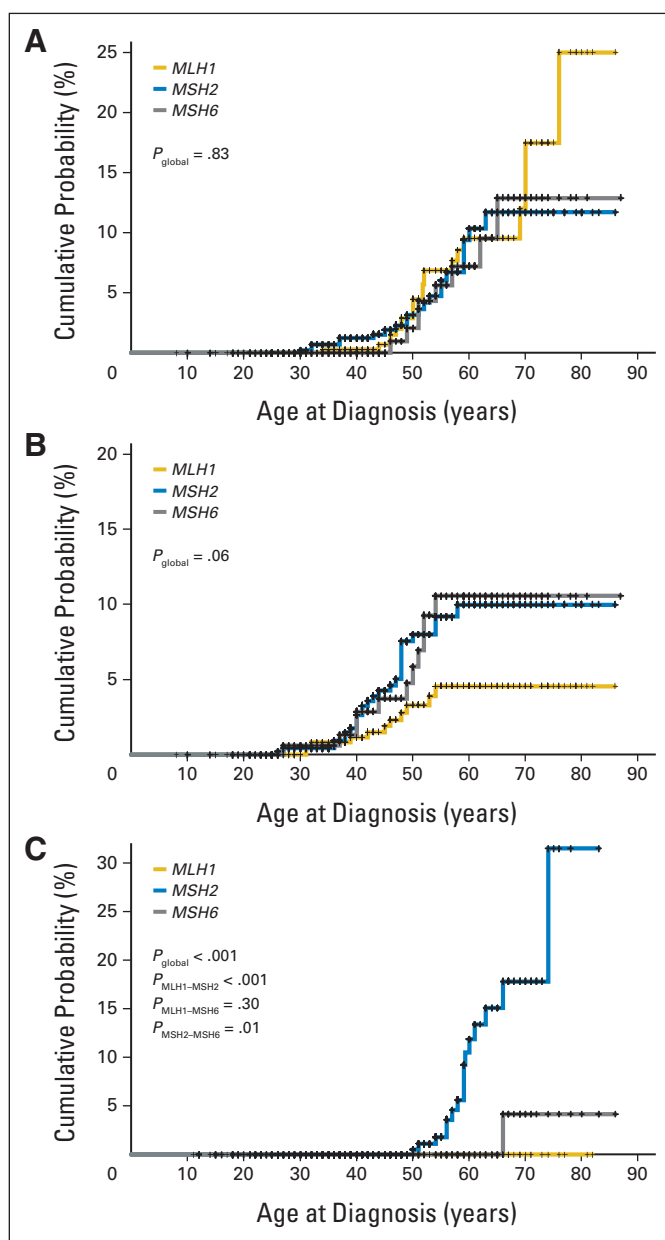 A
Cumulative Probability (%)
25
20
15
10
5
MLH1
MSH2
MSH6
Pglobal = .83
0 10 20 30 40 50 60 70 80 90
Age at Diagnosis (years)
B
Cumulative Probability (%)
20
15
10
5
MLH1
MSH2
MSH6
Pglobal = .06
0 10 20 30 40 50 60 70 80 90
Age at Diagnosis (years)
C
Cumulative Probability (%)
30
25
20
15
10
5
MLH1
MSH2
MSH6
Pglobal < .001
PMLH1–MSH2 < .001
PMLH1–MSH6 = .30
PMSH2–MSH6 = .01
0 10 20 30 40 50 60 70 80 90
Age at Diagnosis (years)